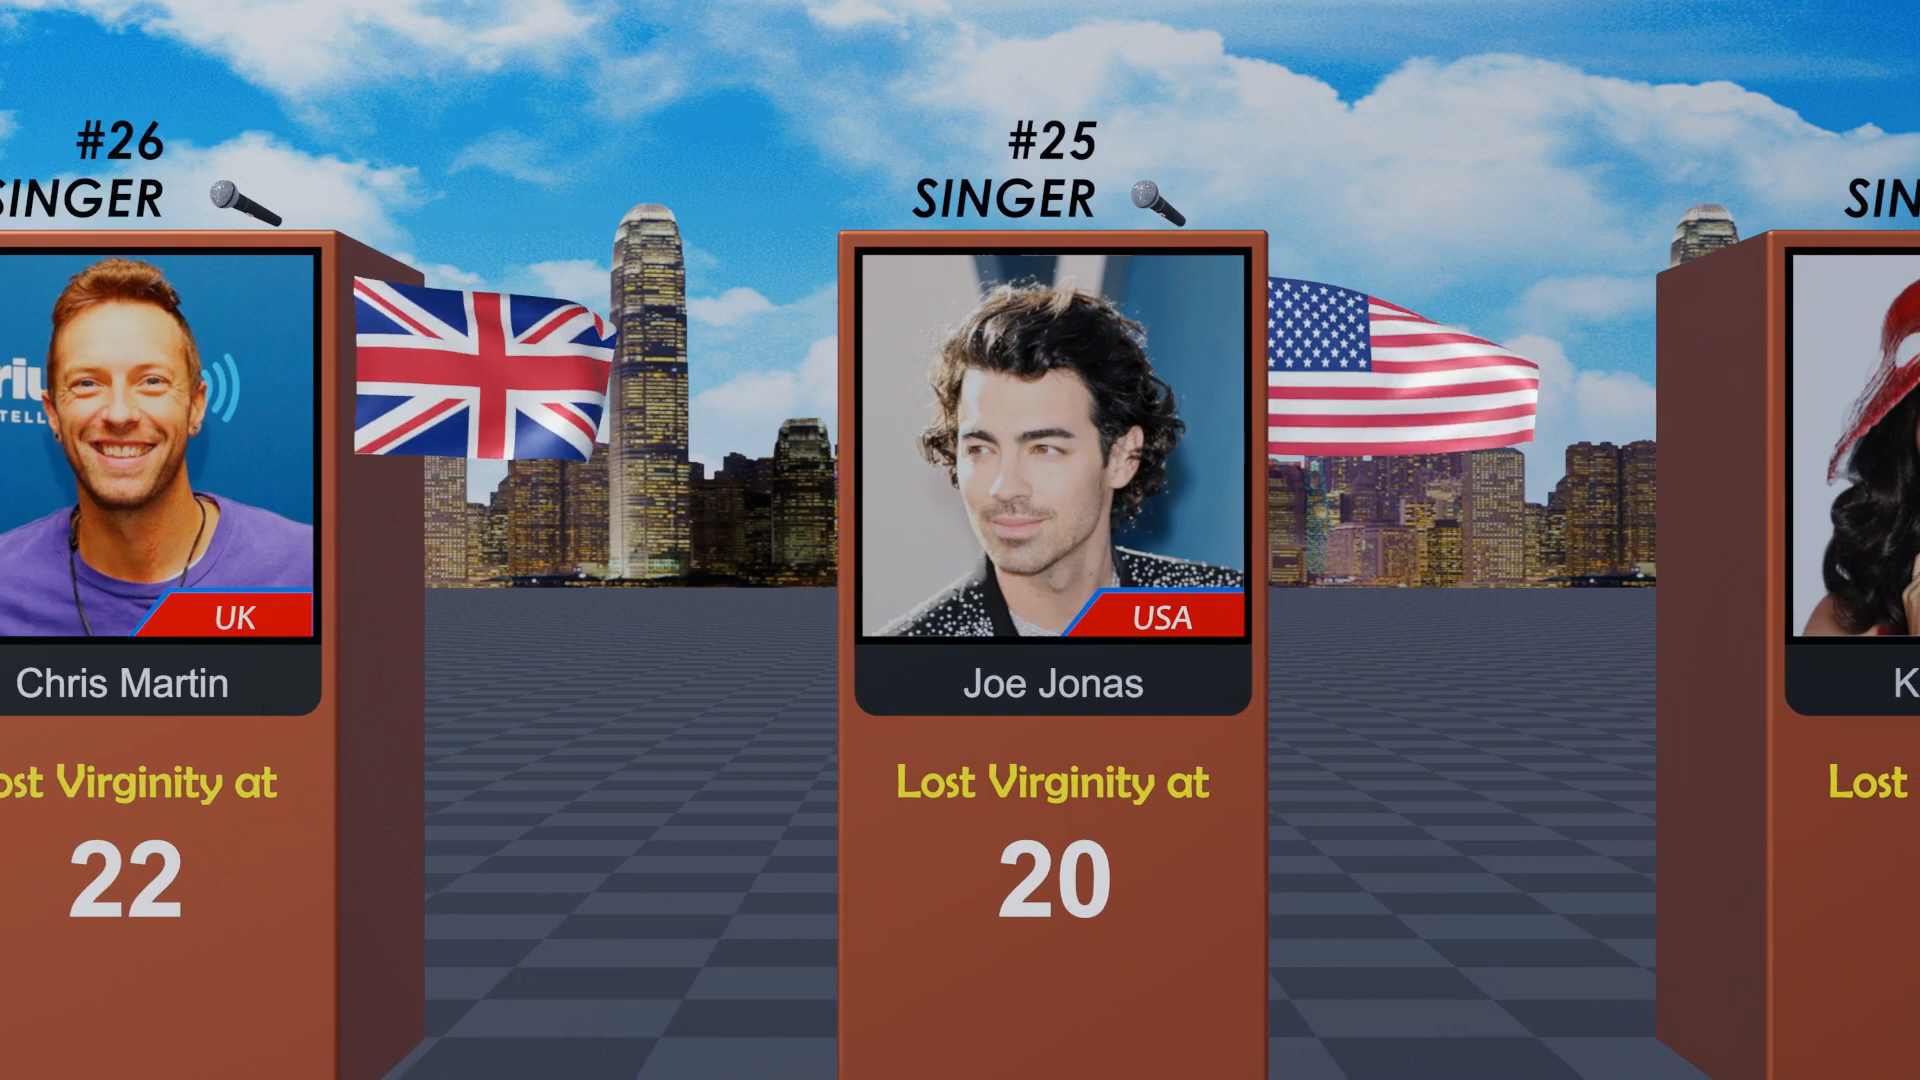 #26
SINGER
UK
Chris Martin
ost Virginity at
22
#25
SINGER
USA
Joe Jonas
Lost Virginity at
20
SIN
K
Lost